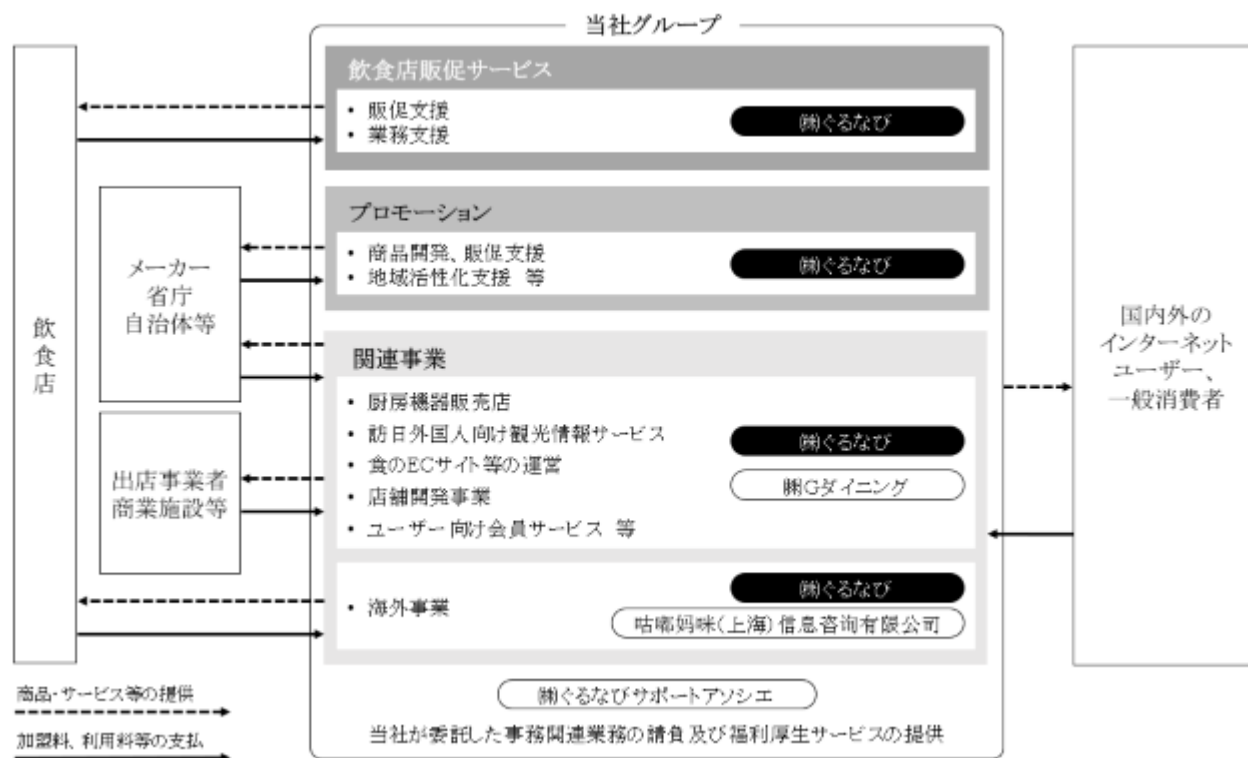 当社グループ
飲食店販促サービス
・ 販促支援
・ 業務支援
㈱ぐるなび
プロモーション
・ 商品開発、販促支援
・ 地域活性化支援 等
㈱ぐるなび
関連事業
・ 厨房機器販売店
・ 訪日外国人向け観光情報サービス
・ 食のECサイト等の運営
・ 店舗開発事業
・ ユーザー向け会員サービス 等
㈱ぐるなび
㈱Gダイニング
・ 海外事業
㈱ぐるなび
咕嘟妈咪(上海)信息咨询有限公司
㈱ぐるなびサポートアソシエ
当社が委託した事務関連業務の請負及び福利厚生サービスの提供
飲食店
メーカー
省庁
自治体等
出店事業者
商業施設等
国内外の
インターネット
ユーザー、
一般消費者
商品・サービス等の提供
加盟料、利用料等の支払